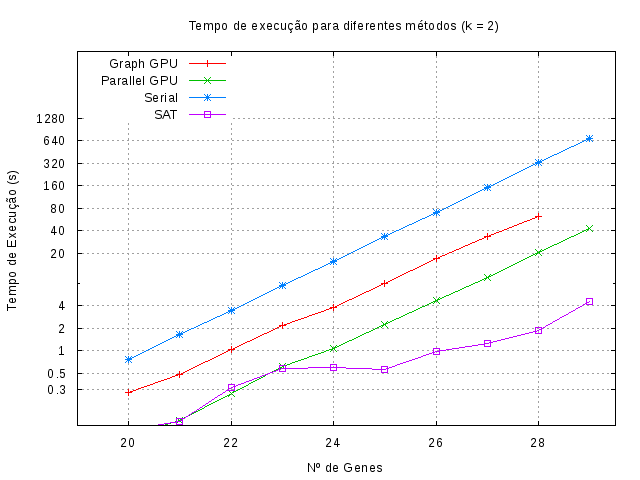 Tempo de execução para diferentes métodos (k = 2)
Graph GPU
Parallel GPU
Serial
SAT
1280
640
320
160
80
40
20
4
2
1
0.5
0.3
Tempo de Execução (s)
20 22 24 26 28
Nº de Genes